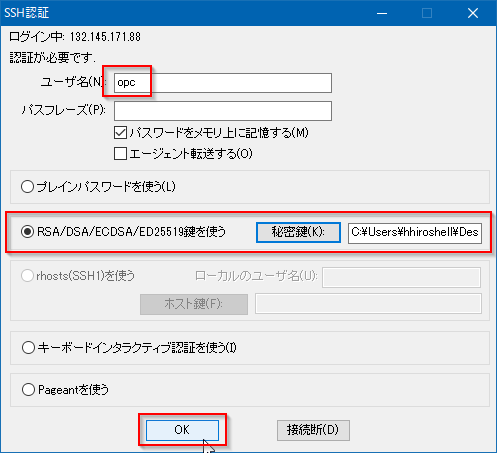 SSH認証
ログイン中: 132.145.171.88
認証が必要です.
ユーザ名(N): opc
パスフレーズ(P):
パスワードをメモリ上に記憶する(M)
エージェント転送する(O)
プレインパスワードを使う(L)
RSA/DSA/ECDSA/ED25519鍵を使う 秘密鍵(K): C:¥Users¥hhiroshell¥Des
rhosts(SSH1)を使う ローカルのユーザ名(U):
ホスト鍵(F):
キーボードインタラクティブ認証を使う(I)
Pageantを使う
OK 接続断(D)